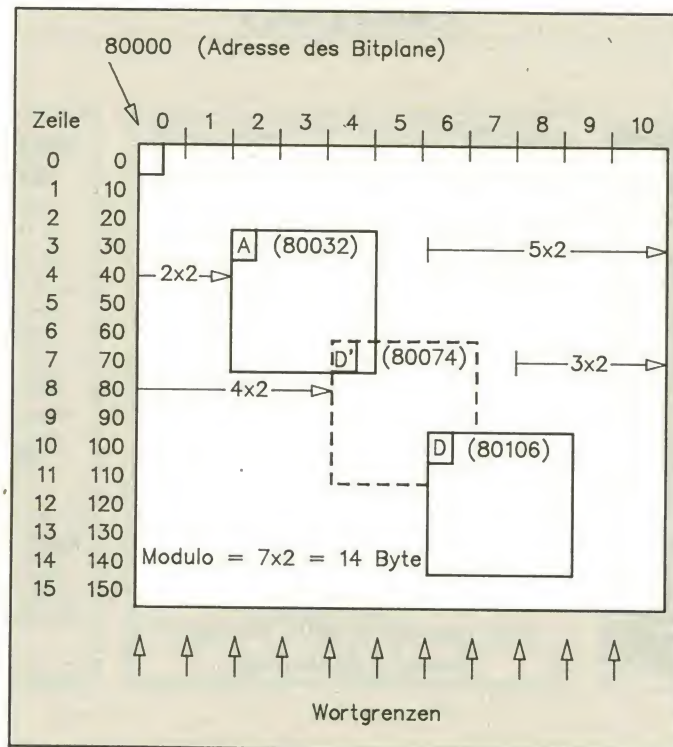 80000 (Adresse des Bitplane)
Zeile 0 1 2 3 4 5 6 7 8 9 10
0 0
1 10
2 20
3 30 A (80032) 5x2
4 40 2x2
5 50
6 60
7 70 D' (80074) 3x2
8 80 4x2
9 90
10 100 D (80106)
11 110
12 120
13 130
14 140 Modulo = 7x2 = 14 Byte
15 150
Wortgrenzen